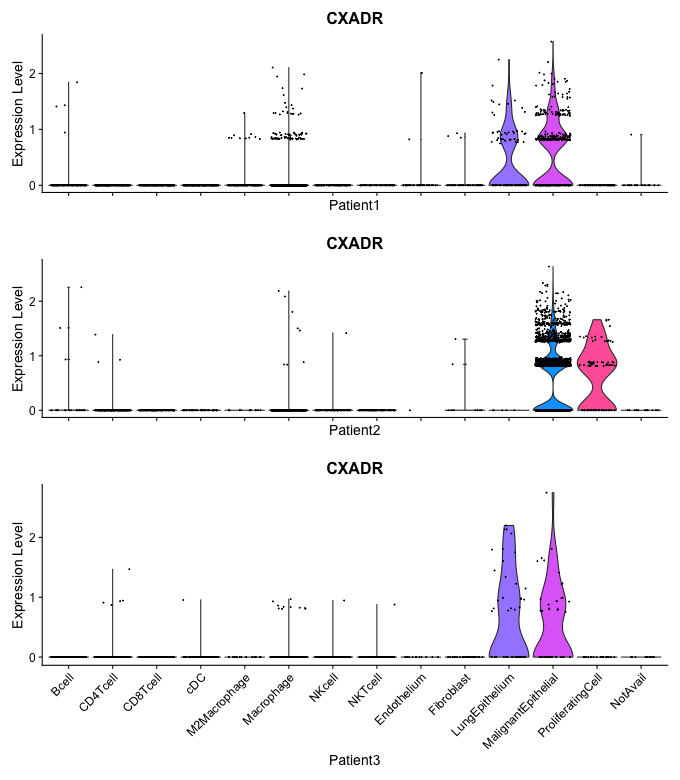 CXADR
Expression Level
2
1
0
Patient1
CXADR
Expression Level
2
1
0
Patient2
CXADR
Expression Level
2
1
0
Bcell
CD4Tcell
CD8Tcell
cDC
M2Macrophage
Macrophage
NKcell
NKTcell
Endothelium
Fibroblast
LungEpithelium
MalignantEpithelial
ProliferatingCell
NotAvail
Patient3